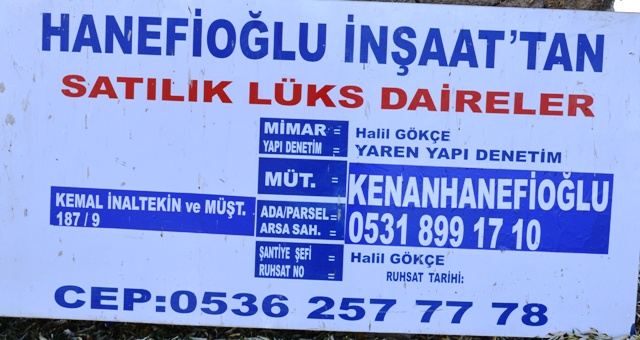 HANEFİOĞLU İNŞAAT'TAN
SATILIK LÜKS DAİRELER
MİMAR = Halil GÖKÇE
YAPI DENETİM = YAREN YAPI DENETİM
MÜT. = KENANHANEFİOĞLU
0531 899 17 10
KEMAL İNALTEKİN ve MÜŞT.
187 / 9
ADA/PARSEL =
ARSA SAH. =
ŞANTİYE ŞEFİ = Halil GÖKÇE
RUHSAT NO = RUHSAT TARİHİ:
CEP:0536 257 77 78